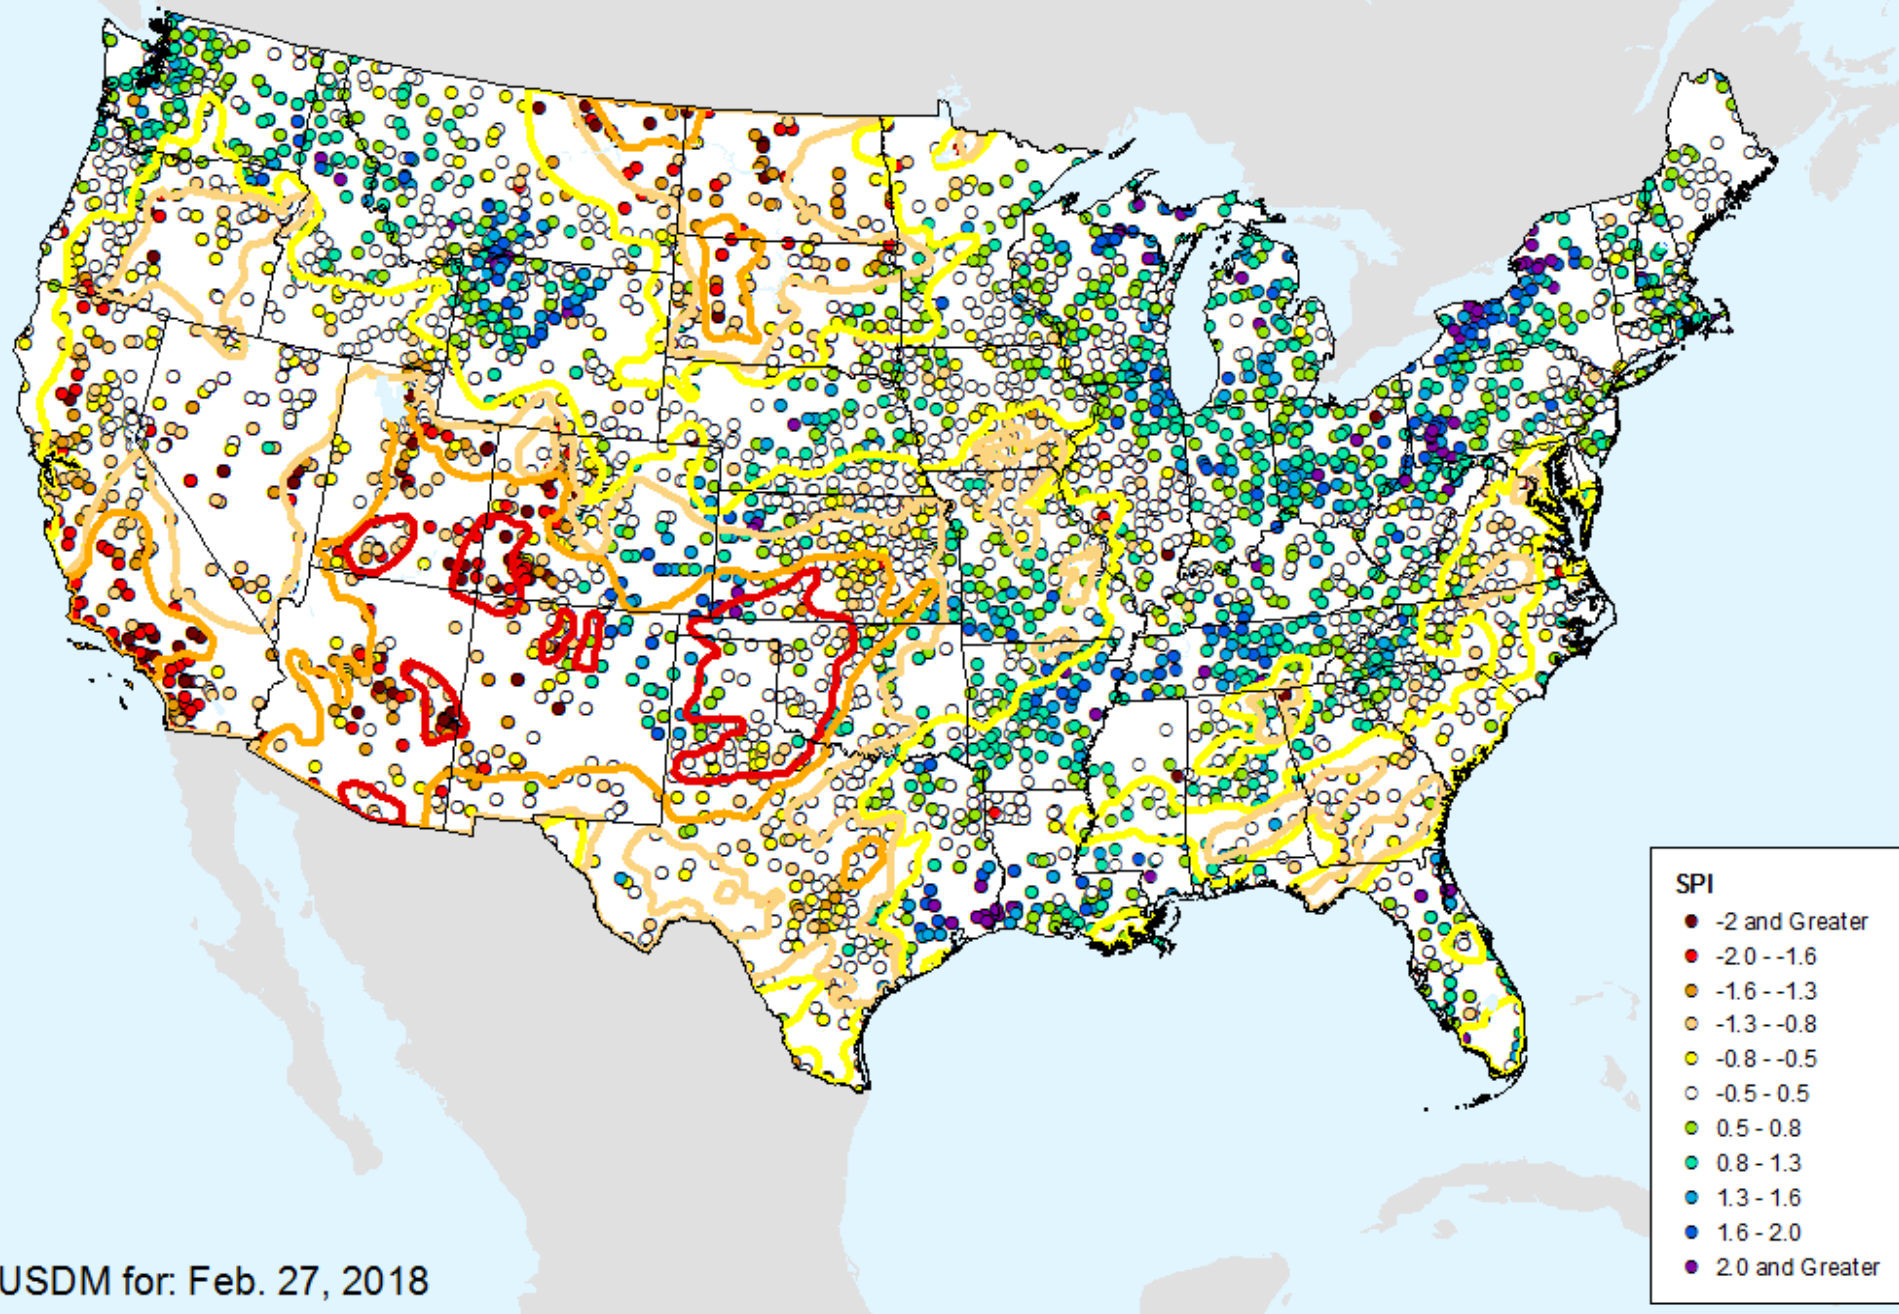 SPI
-2 and Greater
-2.0 - -1.6
-1.6 - -1.3
-1.3 - -0.8
-0.8 - -0.5
-0.5 - 0.5
0.5 - 0.8
0.8 - 1.3
1.3 - 1.6
1.6 - 2.0
2.0 and Greater
USDM for: Feb. 27, 2018